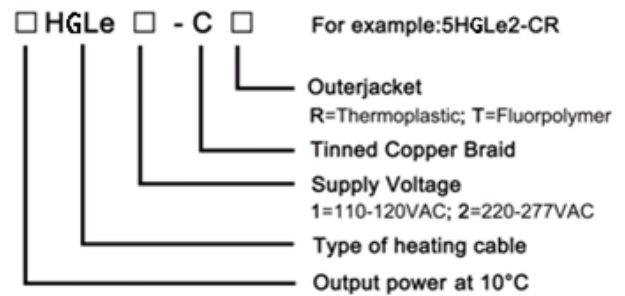 □ HGLe □ - C □ For example:5HGLe2-CR
Outerjacket
R=Thermoplastic; T=Fluorpolymer
Tinned Copper Braid
Supply Voltage
1=110-120VAC; 2=220-277VAC
Type of heating cable
Output power at 10°C